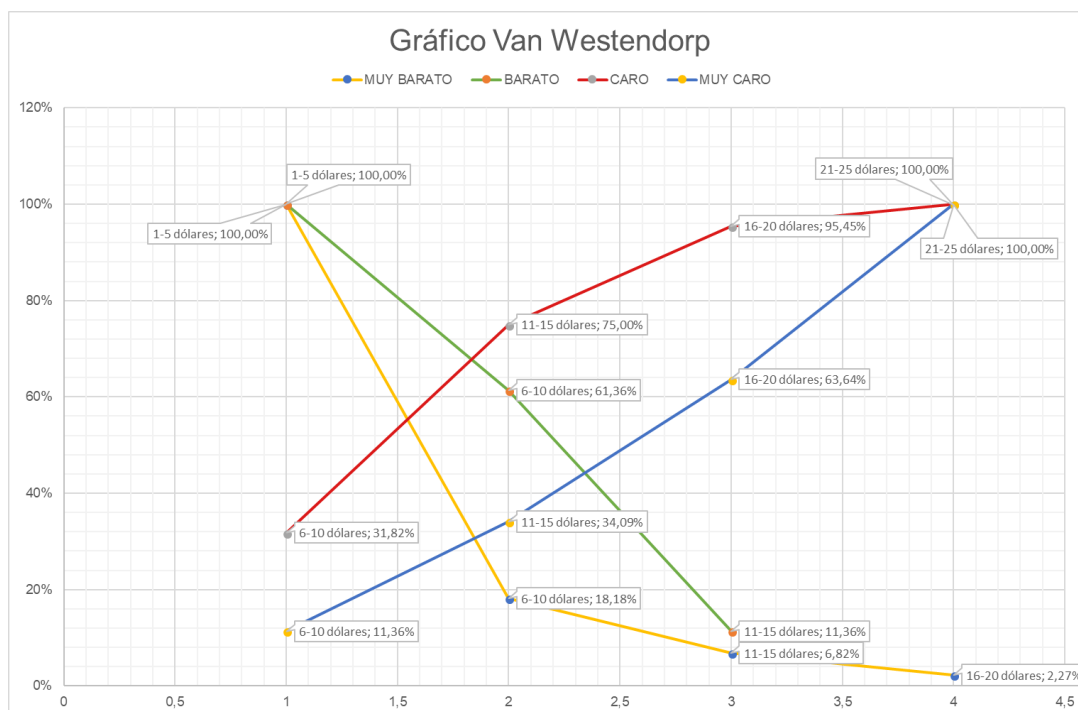 Gráfico Van Westendorp
MUY BARATO BARATO CARO MUY CARO
120%
1-5 dólares; 100,00%
21-25 dólares; 100,00%
100%
1-5 dólares; 100,00%
16-20 dólares; 95,45%
21-25 dólares; 100,00%
80%
11-15 dólares; 75,00%
6-10 dólares; 61,36%
16-20 dólares; 63,64%
60%
40%
6-10 dólares; 31,82%
11-15 dólares; 34,09%
20%
6-10 dólares; 18,18%
6-10 dólares; 11,36%
11-15 dólares; 11,36%
11-15 dólares; 6,82%
16-20 dólares; 2,27%
0%
0 0,5 1 1,5 2 2,5 3 3,5 4 4,5